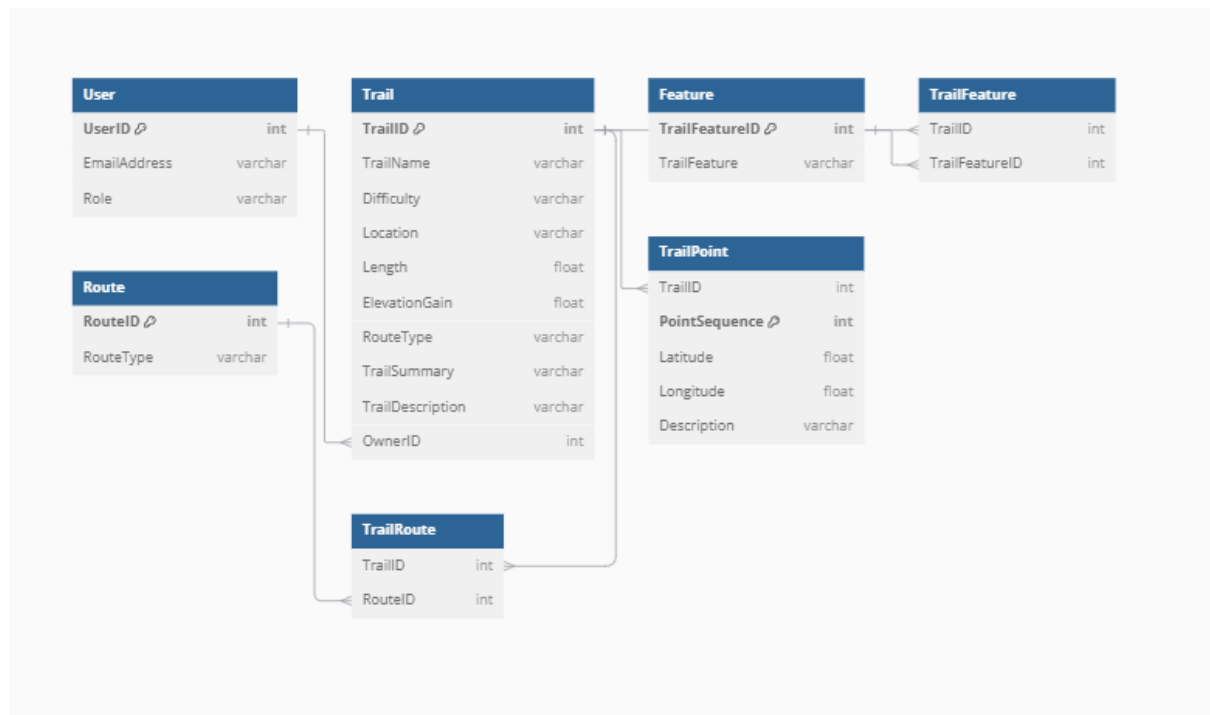 User
UserID int
EmailAddress varchar
Role varchar
Route
RouteID int
RouteType varchar
Trail
TrailID int
TrailName varchar
Difficulty varchar
Location varchar
Length float
ElevationGain float
RouteType varchar
TrailSummary varchar
TrailDescription varchar
OwnerID int
TrailRoute
TrailID int
RouteID int
Feature
TrailFeatureID int
TrailFeature varchar
TrailPoint
TrailID int
PointSequence int
Latitude float
Longitude float
Description varchar
TrailFeature
TrailID int
TrailFeatureID int